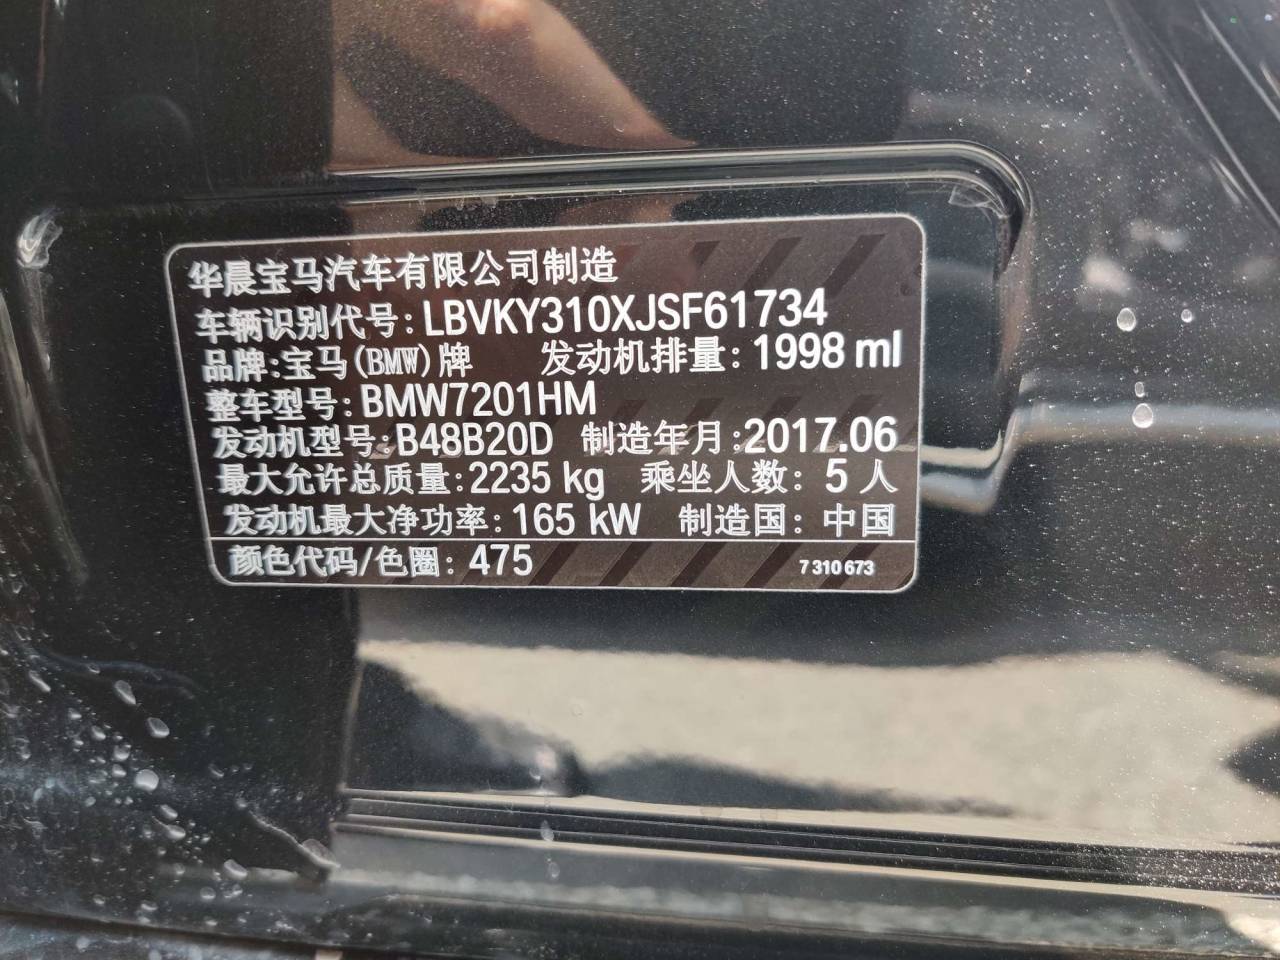 华晨宝马汽车有限公司制造
车辆识别代号:LBVKY310XJSF61734
品牌:宝马(BMW)牌 发动机排量:1998 ml
整车型号:BMW7201HM
发动机型号:B48B20D 制造年月:2017.06
最大允许总质量:2235 kg 乘坐人数: 5 人
发动机最大净功率:165 kW 制造国: 中国
颜色代码/色圈: 475 7 310 673